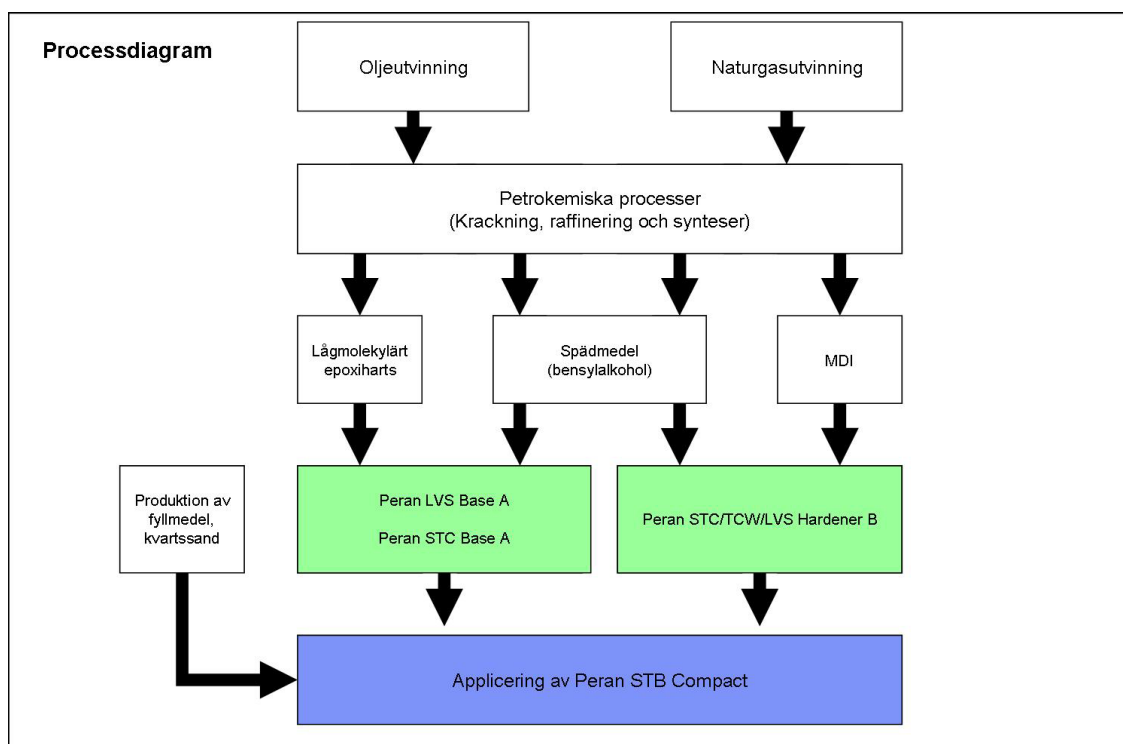 Processdiagram
Oljeutvinning
Naturgasutvinning
Petrokemiska processer
(Krackning, raffinering och synteser)
Lågmolekylärt
epoxiharts
Spädmedel
(bensylalkohol)
MDI
Produktion av
fyllmedel,
kvartssand
Peran LVS Base A
Peran STC Base A
Peran STC/TCW/LVS Hardener B
Applicering av Peran STB Compact